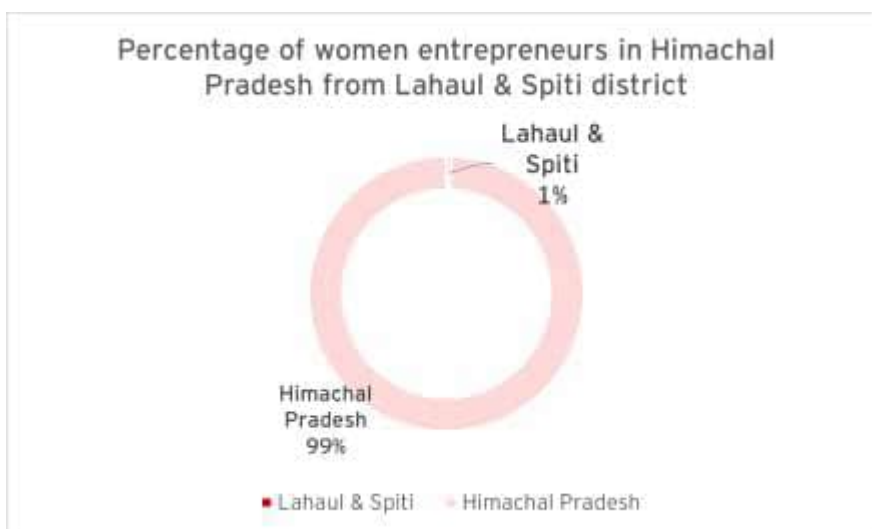 Percentage of women entrepreneurs in Himachal
Pradesh from Lahaul & Spiti district
Lahaul &
Spiti
1%
Himachal
Pradesh
99%
Lahaul & Spiti Himachal Pradesh